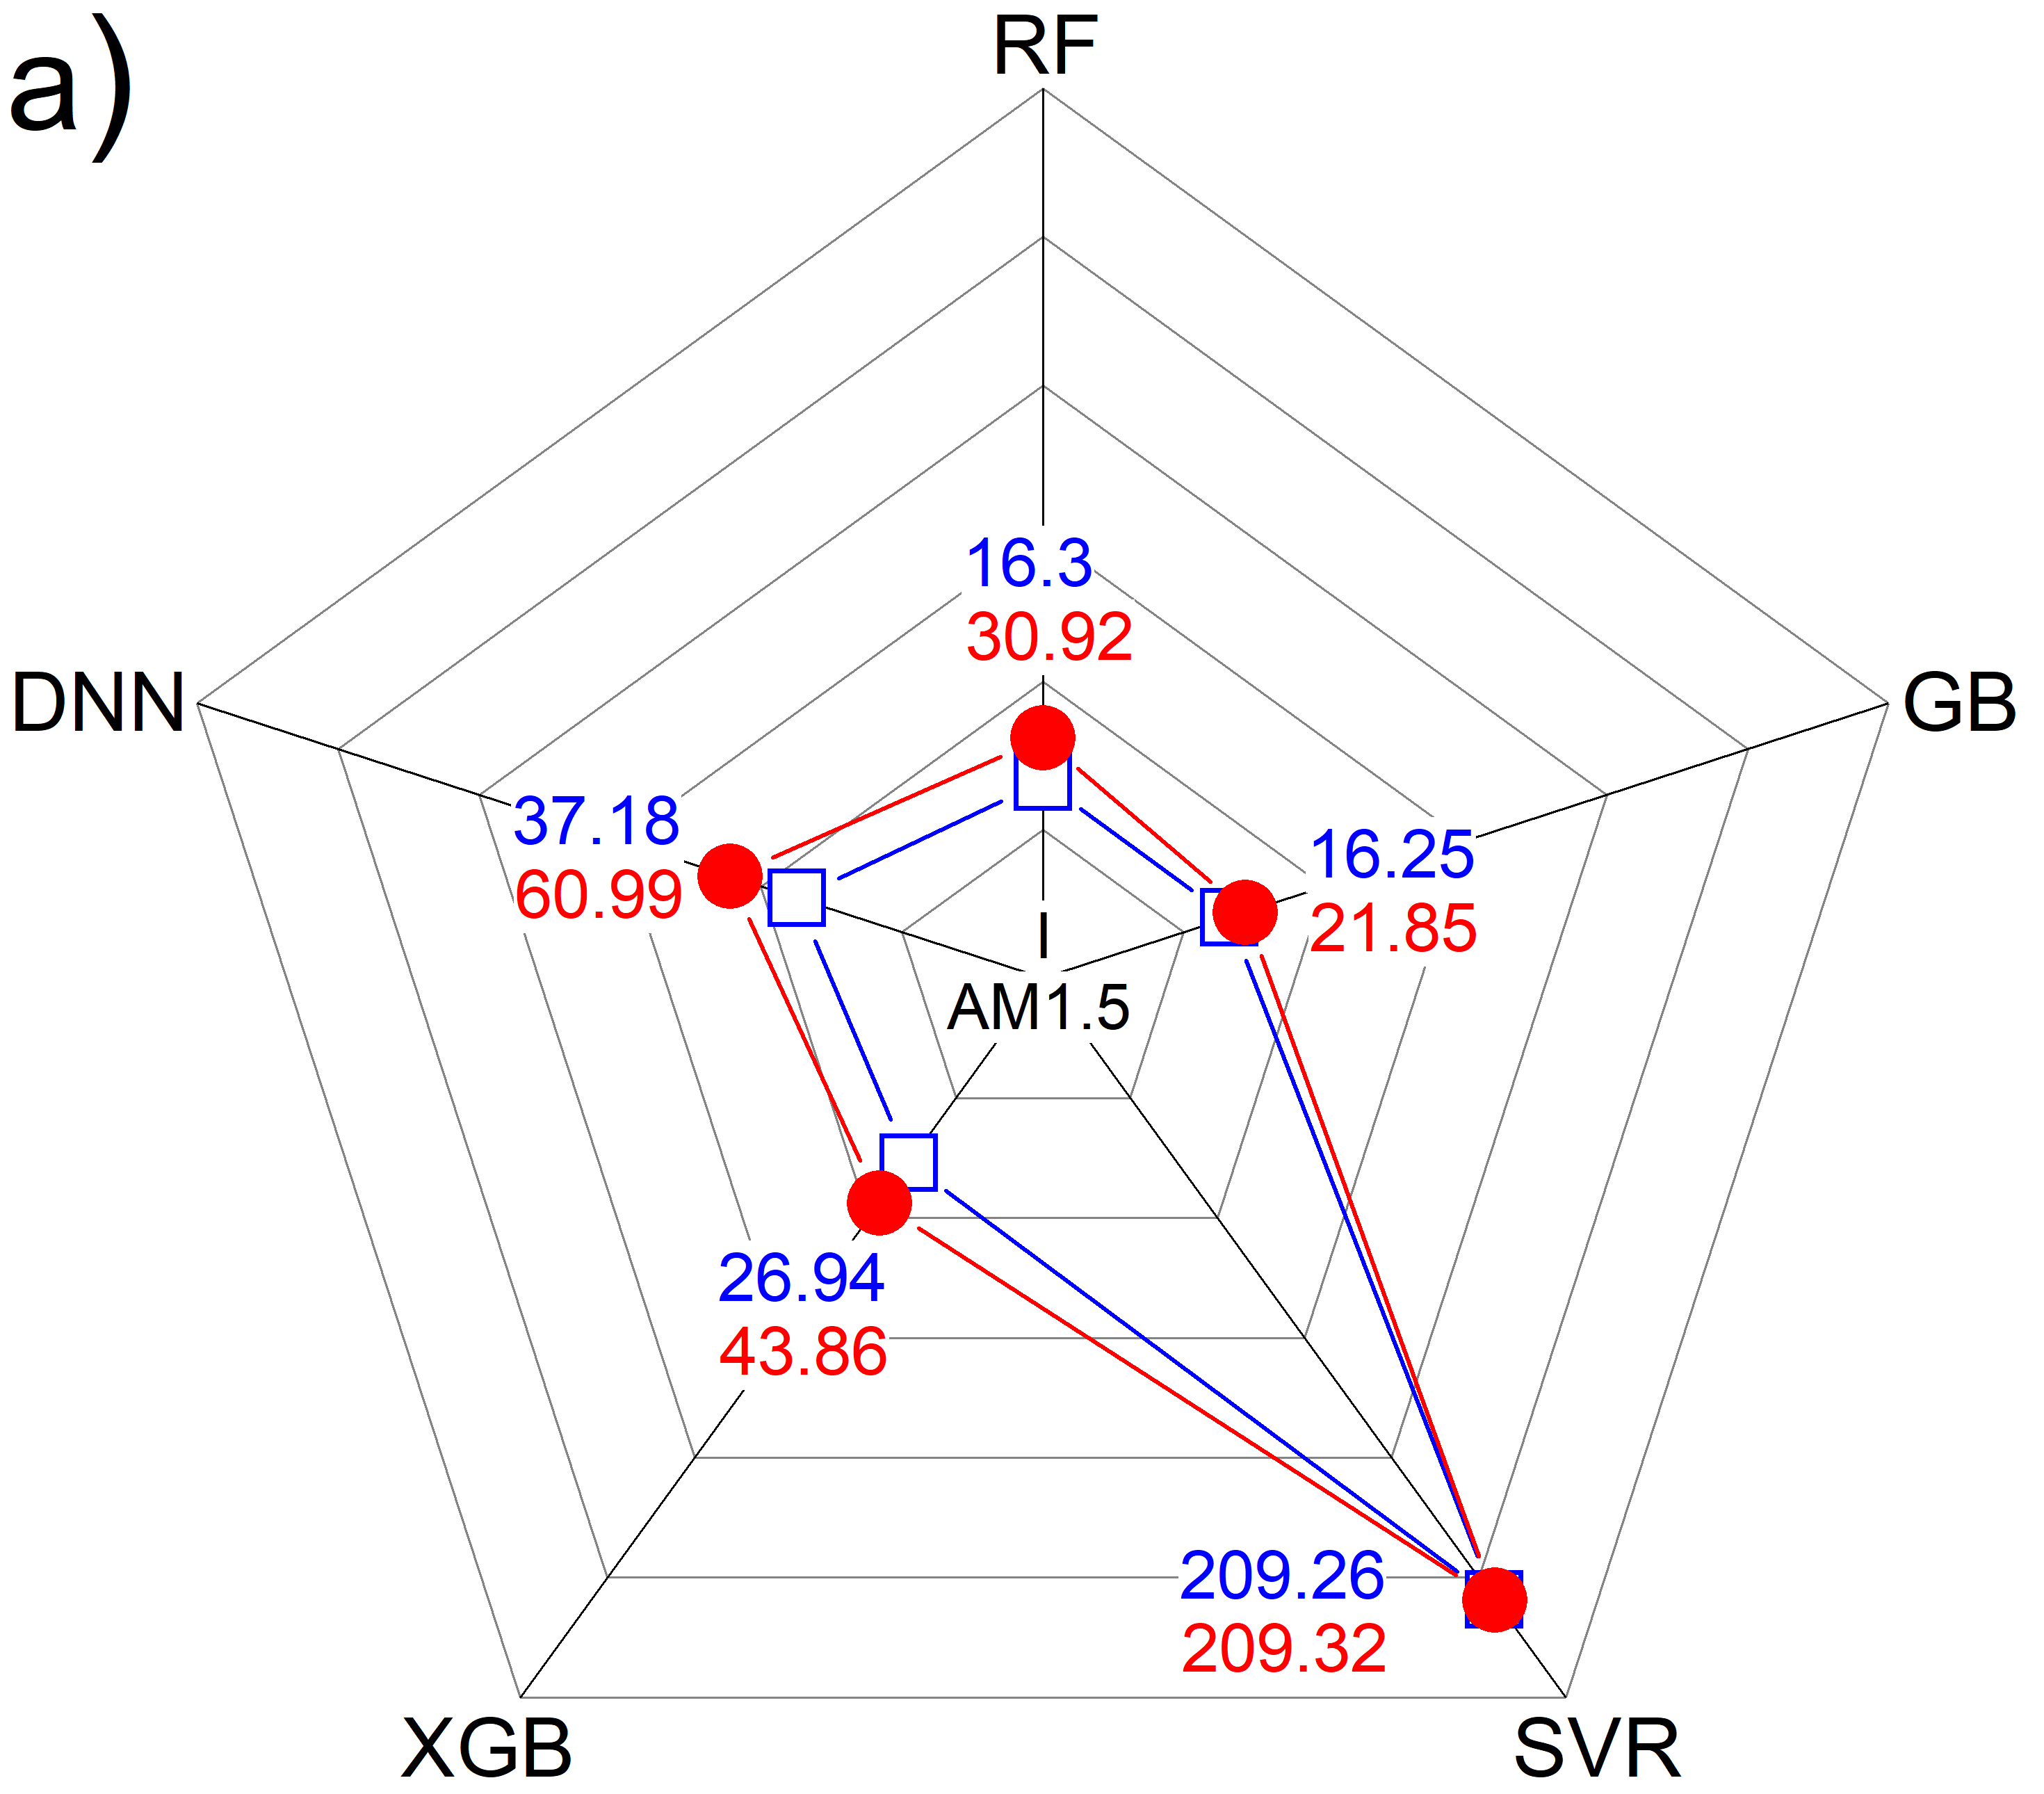 a)
RF
16.3
30.92
DNN
GB
37.18
60.99
16.25
21.85
I
AM1.5
26.94
43.86
209.26
209.32
XGB
SVR